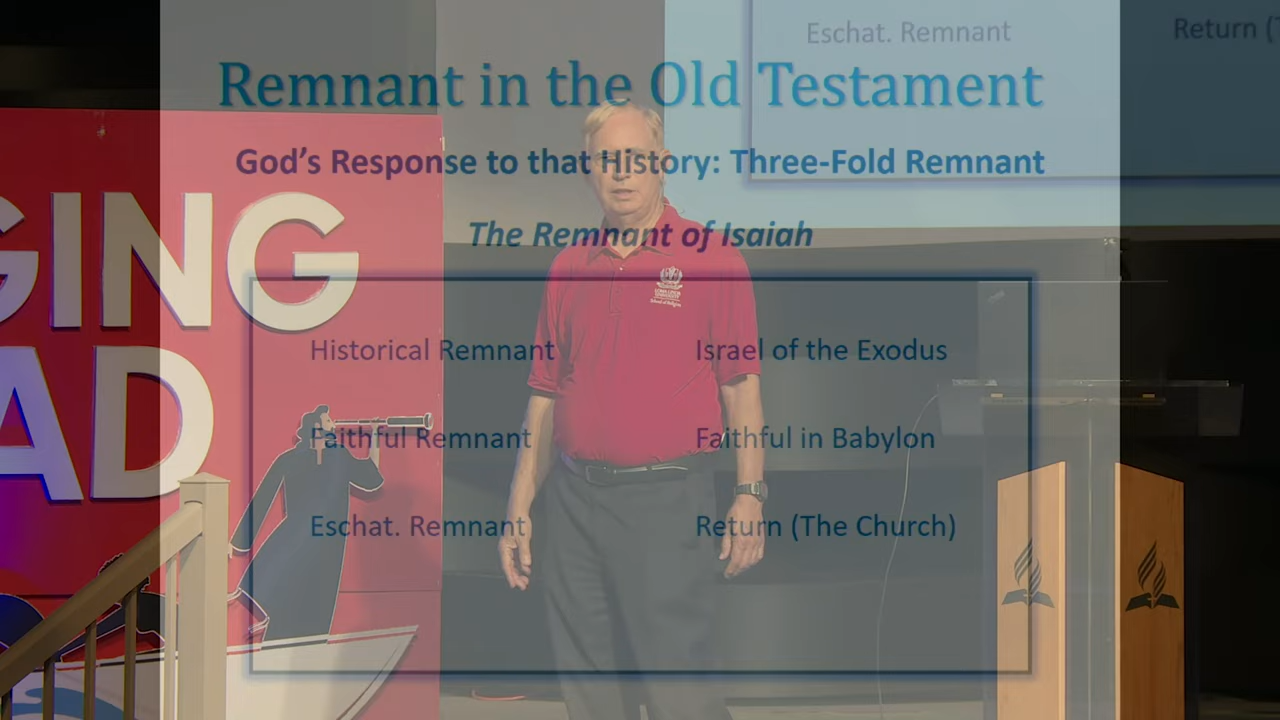 Eschat. Remnant Return (
Remnant in the Old Testament
God's Response to that History: Three-Fold Remnant
The Remnant of Isaiah
Historical Remnant Israel of the Exodus
Faithful Remnant Faithful in Babylon
Eschat. Remnant Return (The Church)
GING
AD